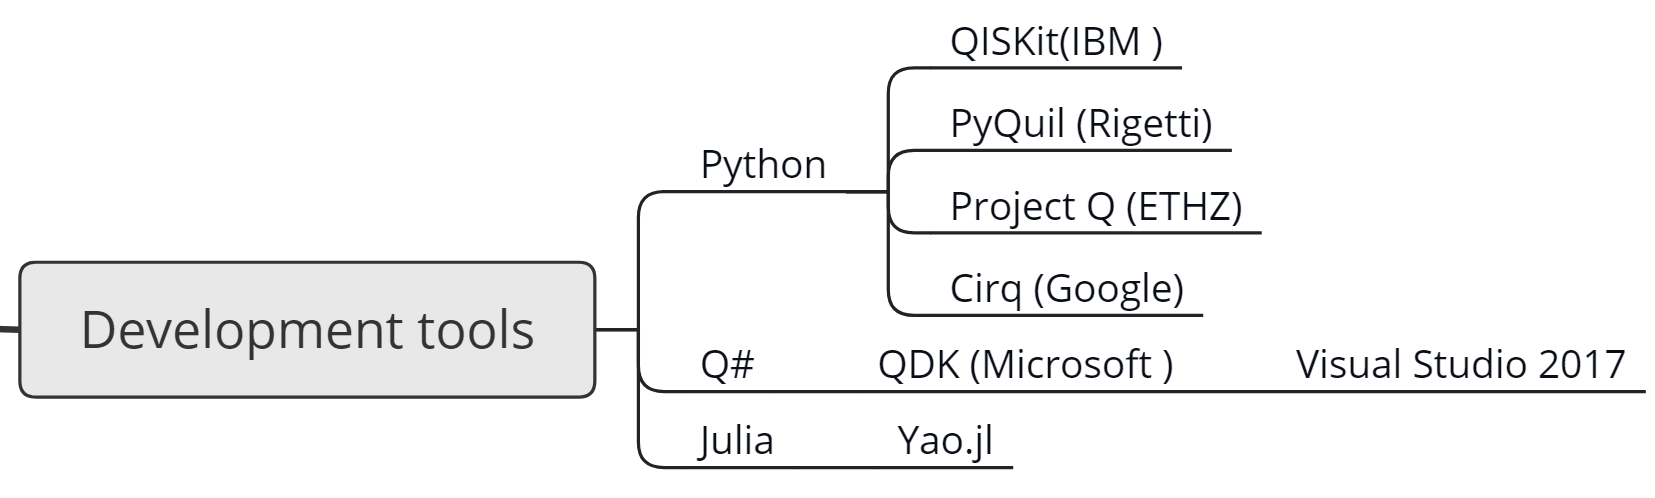 QISKit(IBM )
PyQuil (Rigetti)
Python
Project Q (ETHZ)
Cirq (Google)
Development tools
Q# QDK (Microsoft ) Visual Studio 2017
Julia Yao.jl